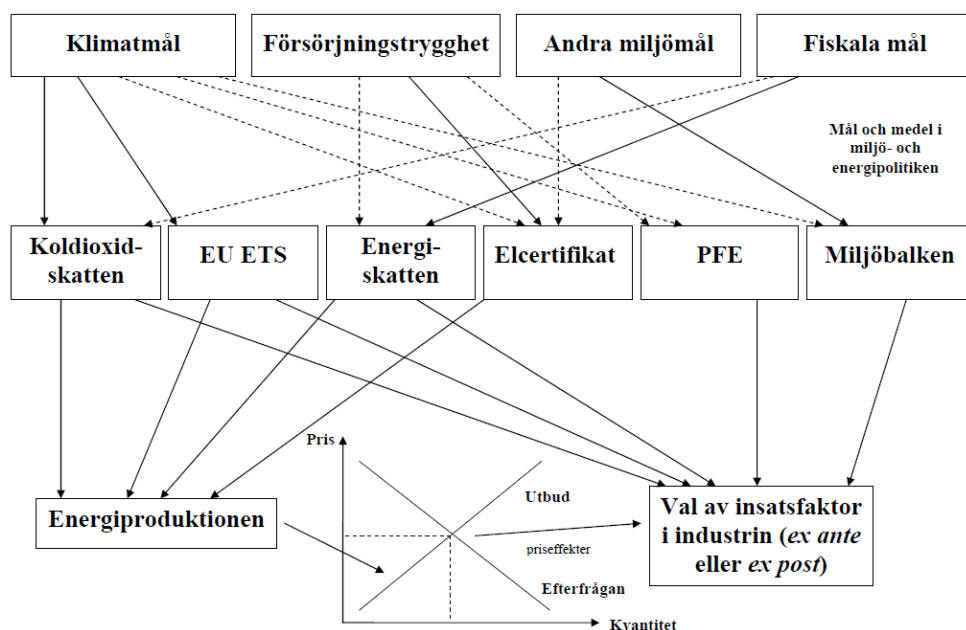 Klimatmål
Försörjningstrygghet
Andra miljömål
Fiskala mål
Mål och medel i
miljö- och
energipolitiken
Koldioxid-
skatten
EU ETS
Energi-
skatten
Elcertifikat
PFE
Miljöbalken
Pris
Utbud
Energiproduktionen
priseffekter
Efterfrågan
Kvantitet
Val av insatsfaktor
i industrin (ex ante
eller ex post)